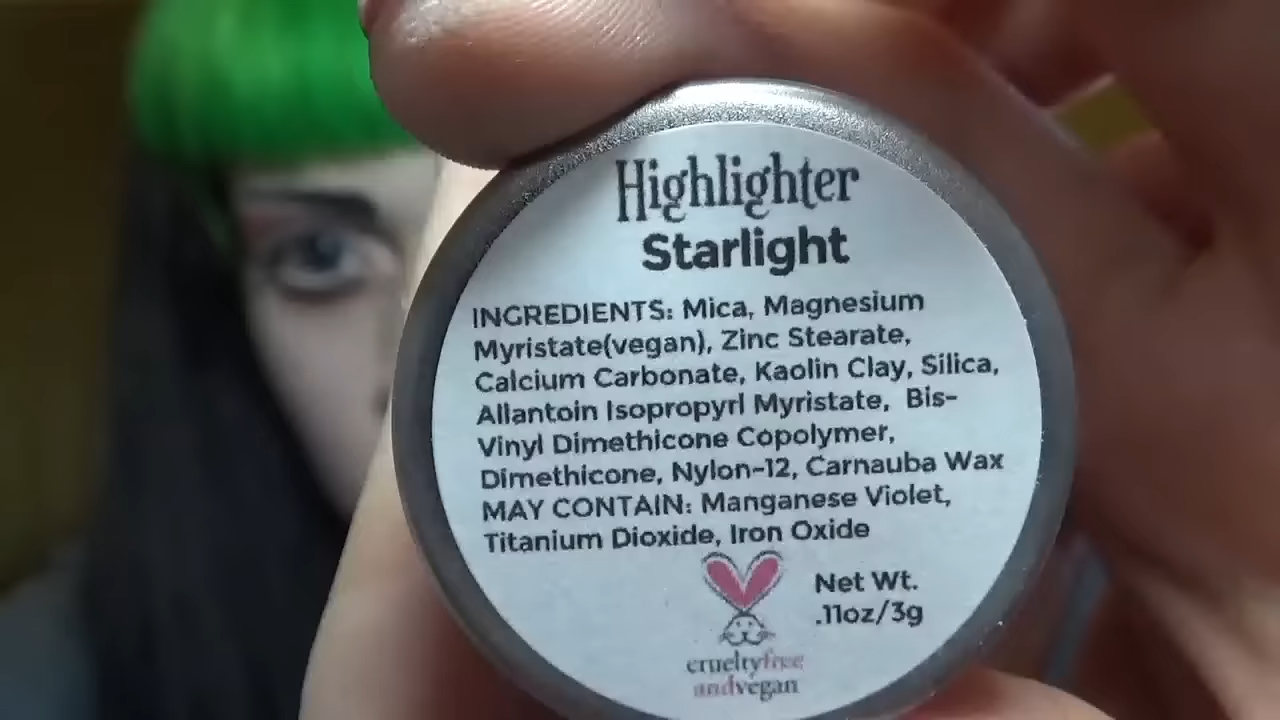 Highlighter
Starlight
INGREDIENTS: Mica, Magnesium
Myristate(vegan), Zinc Stearate,
Calcium Carbonate, Kaolin Clay, Silica,
Allantoin Isopropyrl Myristate, Bis-
Vinyl Dimethicone Copolymer,
Dimethicone, Nylon-12, Carnauba Wax
MAY CONTAIN: Manganese Violet,
Titanium Dioxide, Iron Oxide
Net Wt.
.11oz/3g
crueltyfree
andvegan